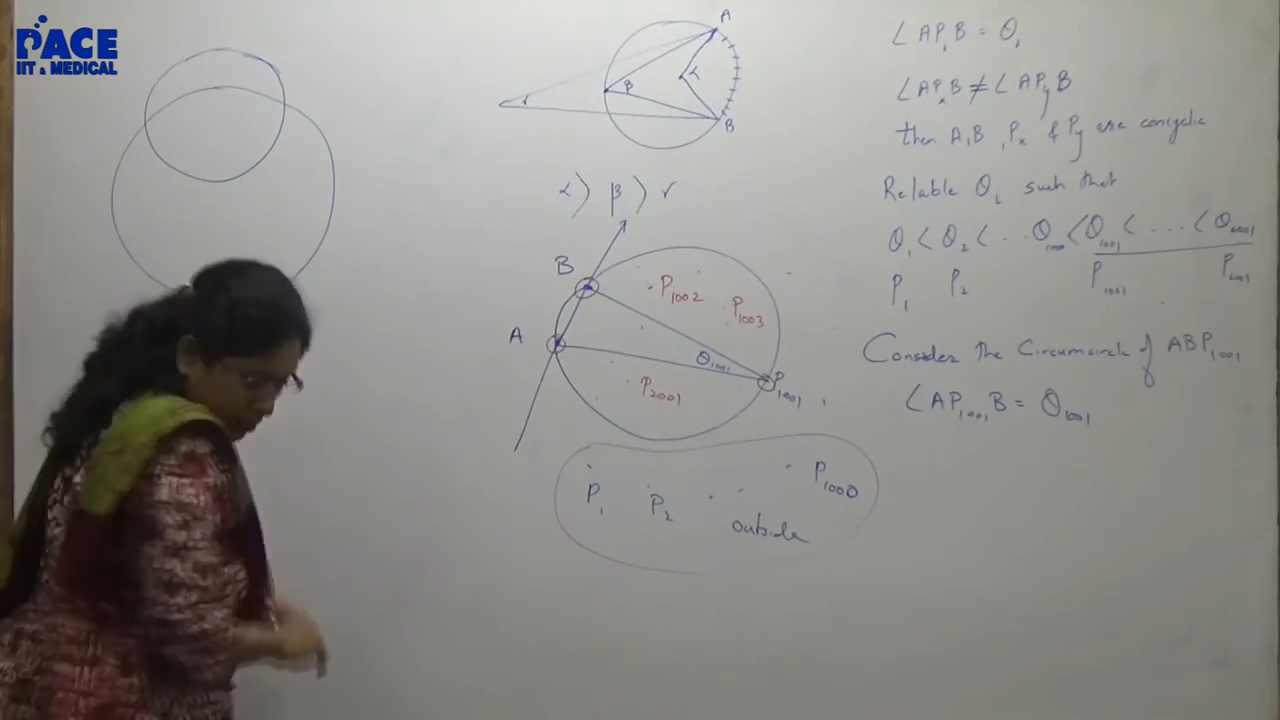 PACE
IIT & MEDICAL
A
α
β
γ
B
α > β > γ
B
A
P₁₀₀₂
P₁₀₀₃
θ₁₀₀₁
P₁₀₀₁
P₂₀₀₁
P₁
P₂
P₁₀₀₀
outside
∠AP₁B = θ₁
∠APₓB ≠ ∠AP_yB
then A, B, Pₓ & P_y are concyclic
Relable θᵢ such that
θ₁ < θ₂ < .. θ₁₀₀₀ < θ₁₀₀₁ < ... < θ₂₀₀₁
P₁ P₂ P₁₀₀₁ P₂₀₀₁
Consider the Circumcircle of ABP₁₀₀₁
∠AP₁₀₀₁B = θ₁₀₀₁